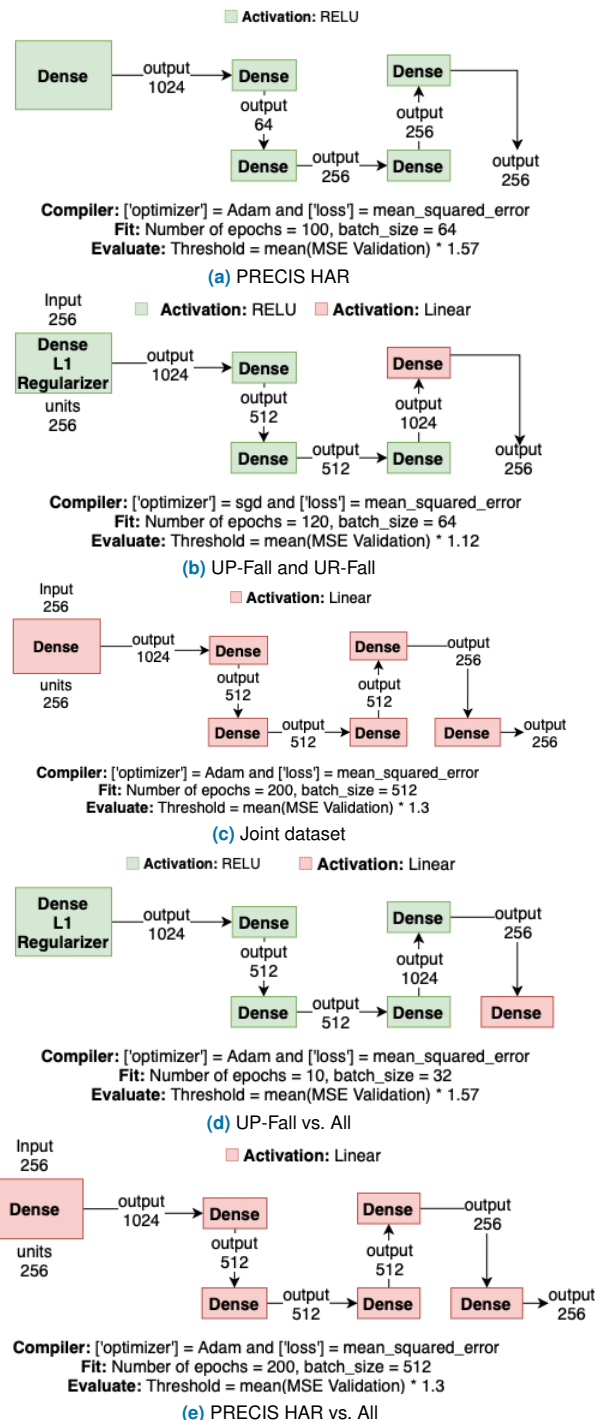 Activation: RELU
Dense
output
1024
Dense
output
64
Dense
output
256
Dense
output
256
Dense
output
256
Compiler: ['optimizer'] = Adam and ['loss'] = mean_squared_error
Fit: Number of epochs = 100, batch_size = 64
Evaluate: Threshold = mean(MSE Validation) * 1.57
(a) PRECIS HAR
Activation: RELU
Activation: Linear
Input
256
Dense
L1
Regularizer
units
256
output
1024
Dense
output
512
Dense
output
512
Dense
output
1024
Dense
output
256
Compiler: ['optimizer'] = sgd and ['loss'] = mean_squared_error
Fit: Number of epochs = 120, batch_size = 64
Evaluate: Threshold = mean(MSE Validation) * 1.12
(b) UP-Fall and UR-Fall
Activation: Linear
Input
256
Dense
units
256
output
1024
Dense
output
512
Dense
output
512
Dense
output
512
Dense
output
256
Dense
output
256
Compiler: ['optimizer'] = Adam and ['loss'] = mean_squared_error
Fit: Number of epochs = 200, batch_size = 512
Evaluate: Threshold = mean(MSE Validation) * 1.3
(c) Joint dataset
Activation: RELU
Activation: Linear
Dense
L1
Regularizer
output
1024
Dense
output
512
Dense
output
512
Dense
output
1024
Dense
output
256
Dense
Compiler: ['optimizer'] = Adam and ['loss'] = mean_squared_error
Fit: Number of epochs = 10, batch_size = 32
Evaluate: Threshold = mean(MSE Validation) * 1.57
(d) UP-Fall vs. All
Activation: Linear
Input
256
Dense
units
256
output
1024
Dense
output
512
Dense
output
512
Dense
output
512
Dense
output
256
Dense
output
256
Compiler: ['optimizer'] = Adam and ['loss'] = mean_squared_error
Fit: Number of epochs = 200, batch_size = 512
Evaluate: Threshold = mean(MSE Validation) * 1.3
(e) PRECIS HAR vs. All